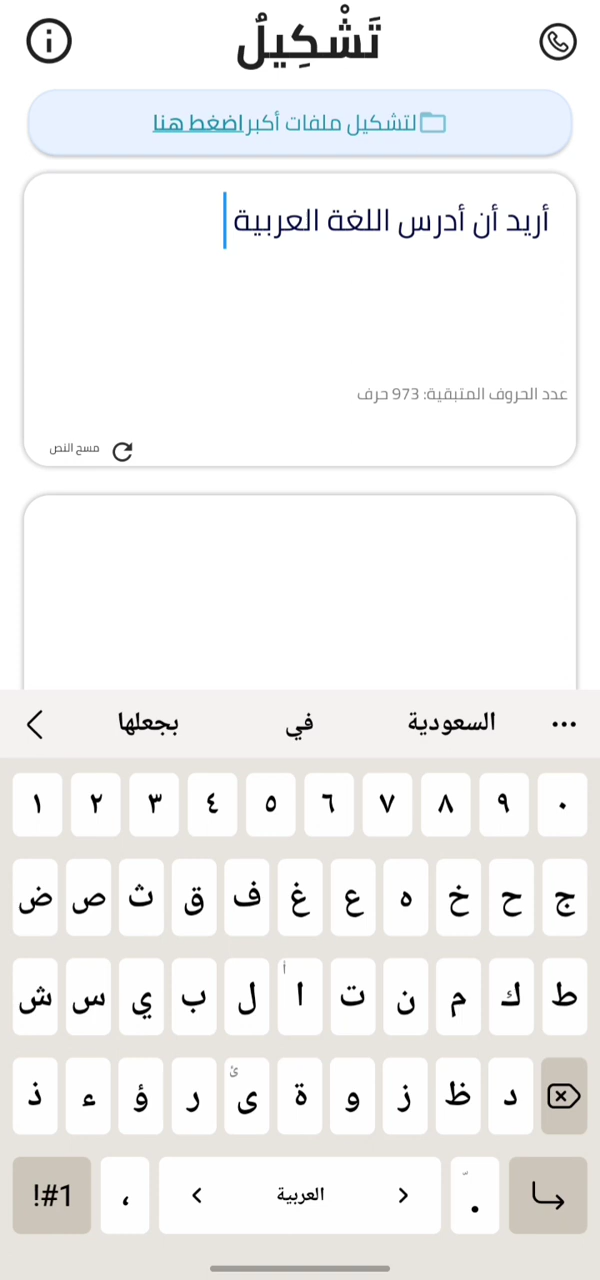 تَشْكِيلٌ
لتشكيل ملفات أكبر اضغط هنا
أريد أن أدرس اللغة العربية
عدد الحروف المتبقية: 973 حرف
مسح النص
السعودية في بجعلها
١ ٢ ٣ ٤ ٥ ٦ ٧ ٨ ٩ ٠
ض ص ث ق ف غ ع ه خ ح ج
ش س ي ب ل ا أ ت ن م ك ط
ذ ء ؤ ر ى ئ ة و ز ظ د
!#1 ، العربية .